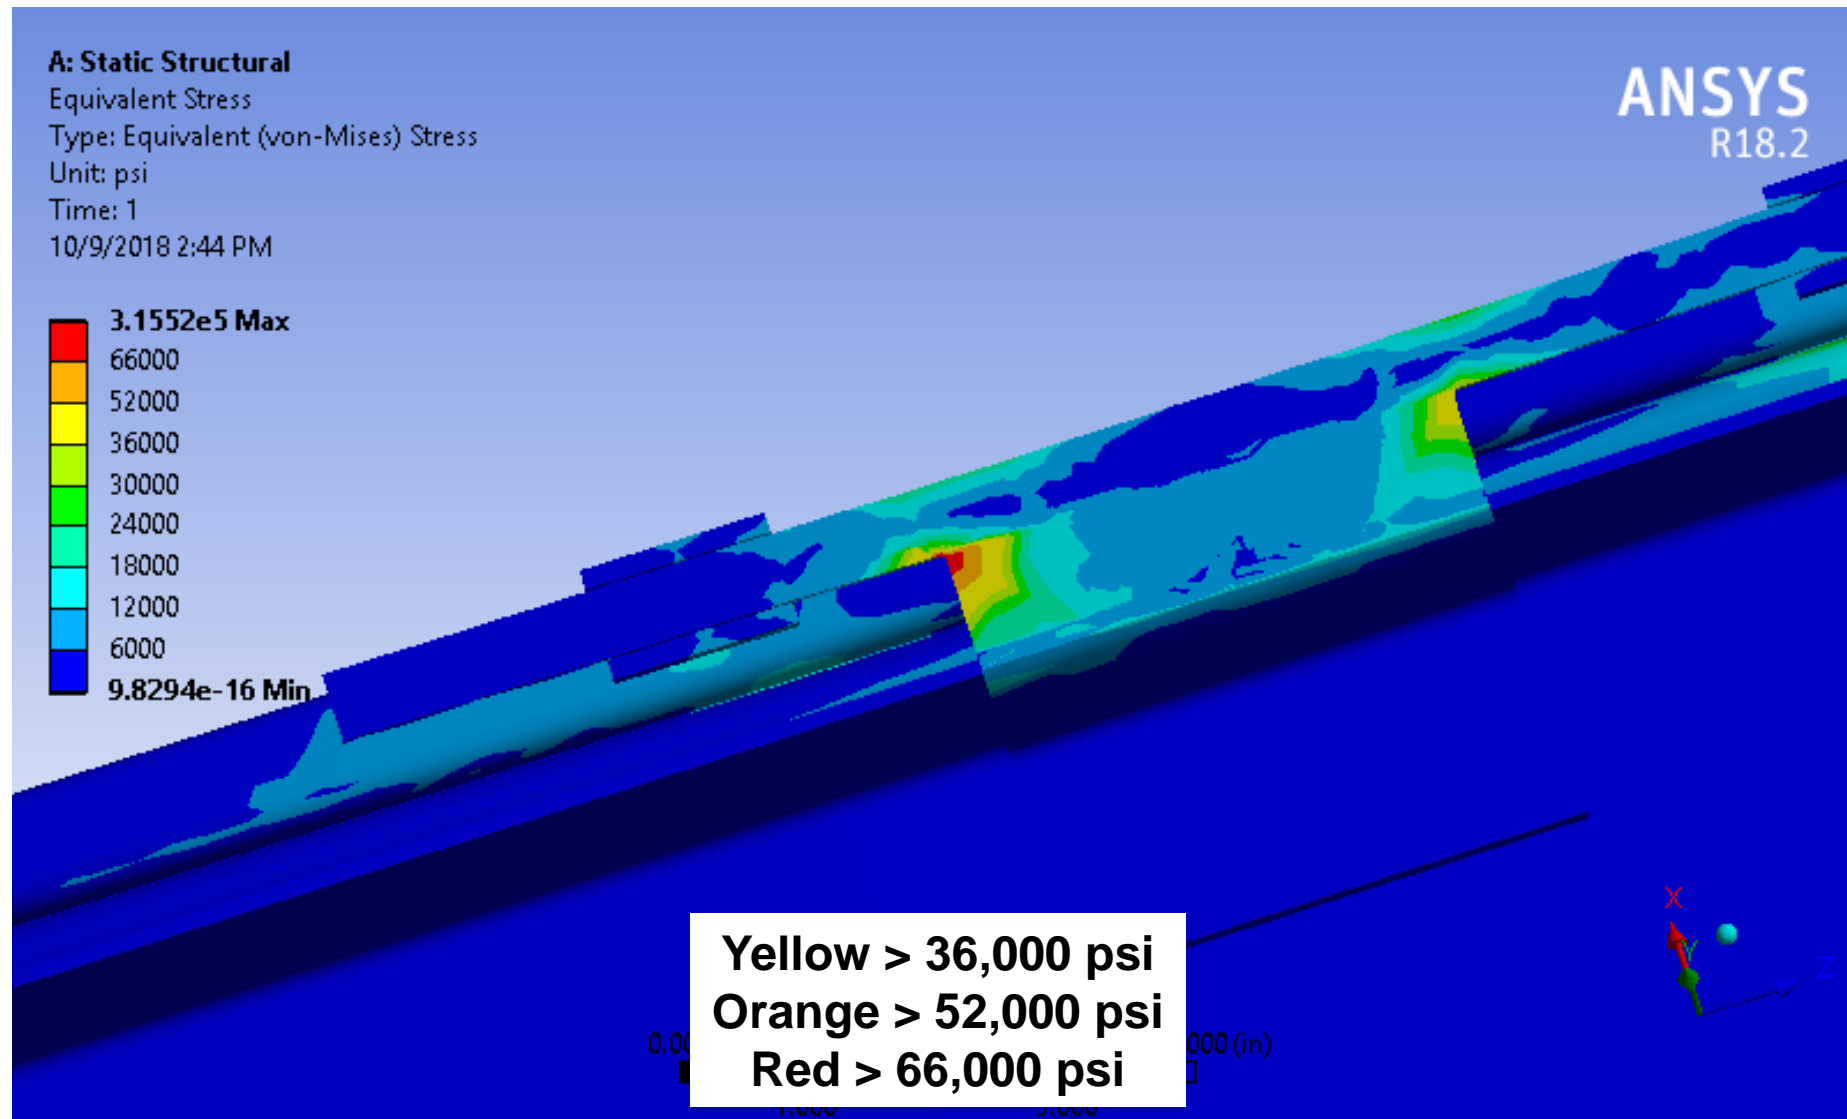 A: Static Structural
Equivalent Stress
Type: Equivalent (von-Mises) Stress
Unit: psi
Time: 1
10/9/2018 2:44 PM
ANSYS
R18.2
3.1552e5 Max
66000
52000
36000
30000
24000
18000
12000
6000
9.8294e-16 Min
X
Y
Z
Yellow > 36,000 psi
Orange > 52,000 psi
Red > 66,000 psi
(in)